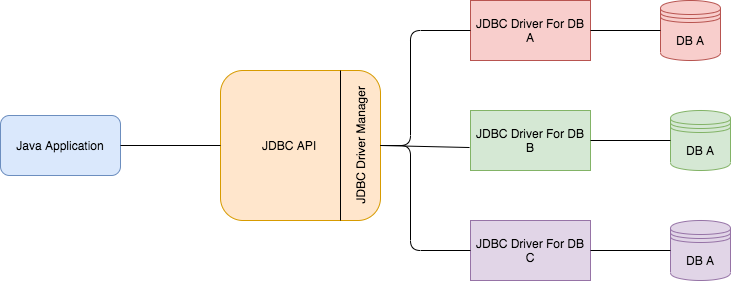 JDBC Driver For DB
A
DB A
Java Application
JDBC API
JDBC Driver Manager
JDBC Driver For DB
B
DB A
JDBC Driver For DB
C
DB A